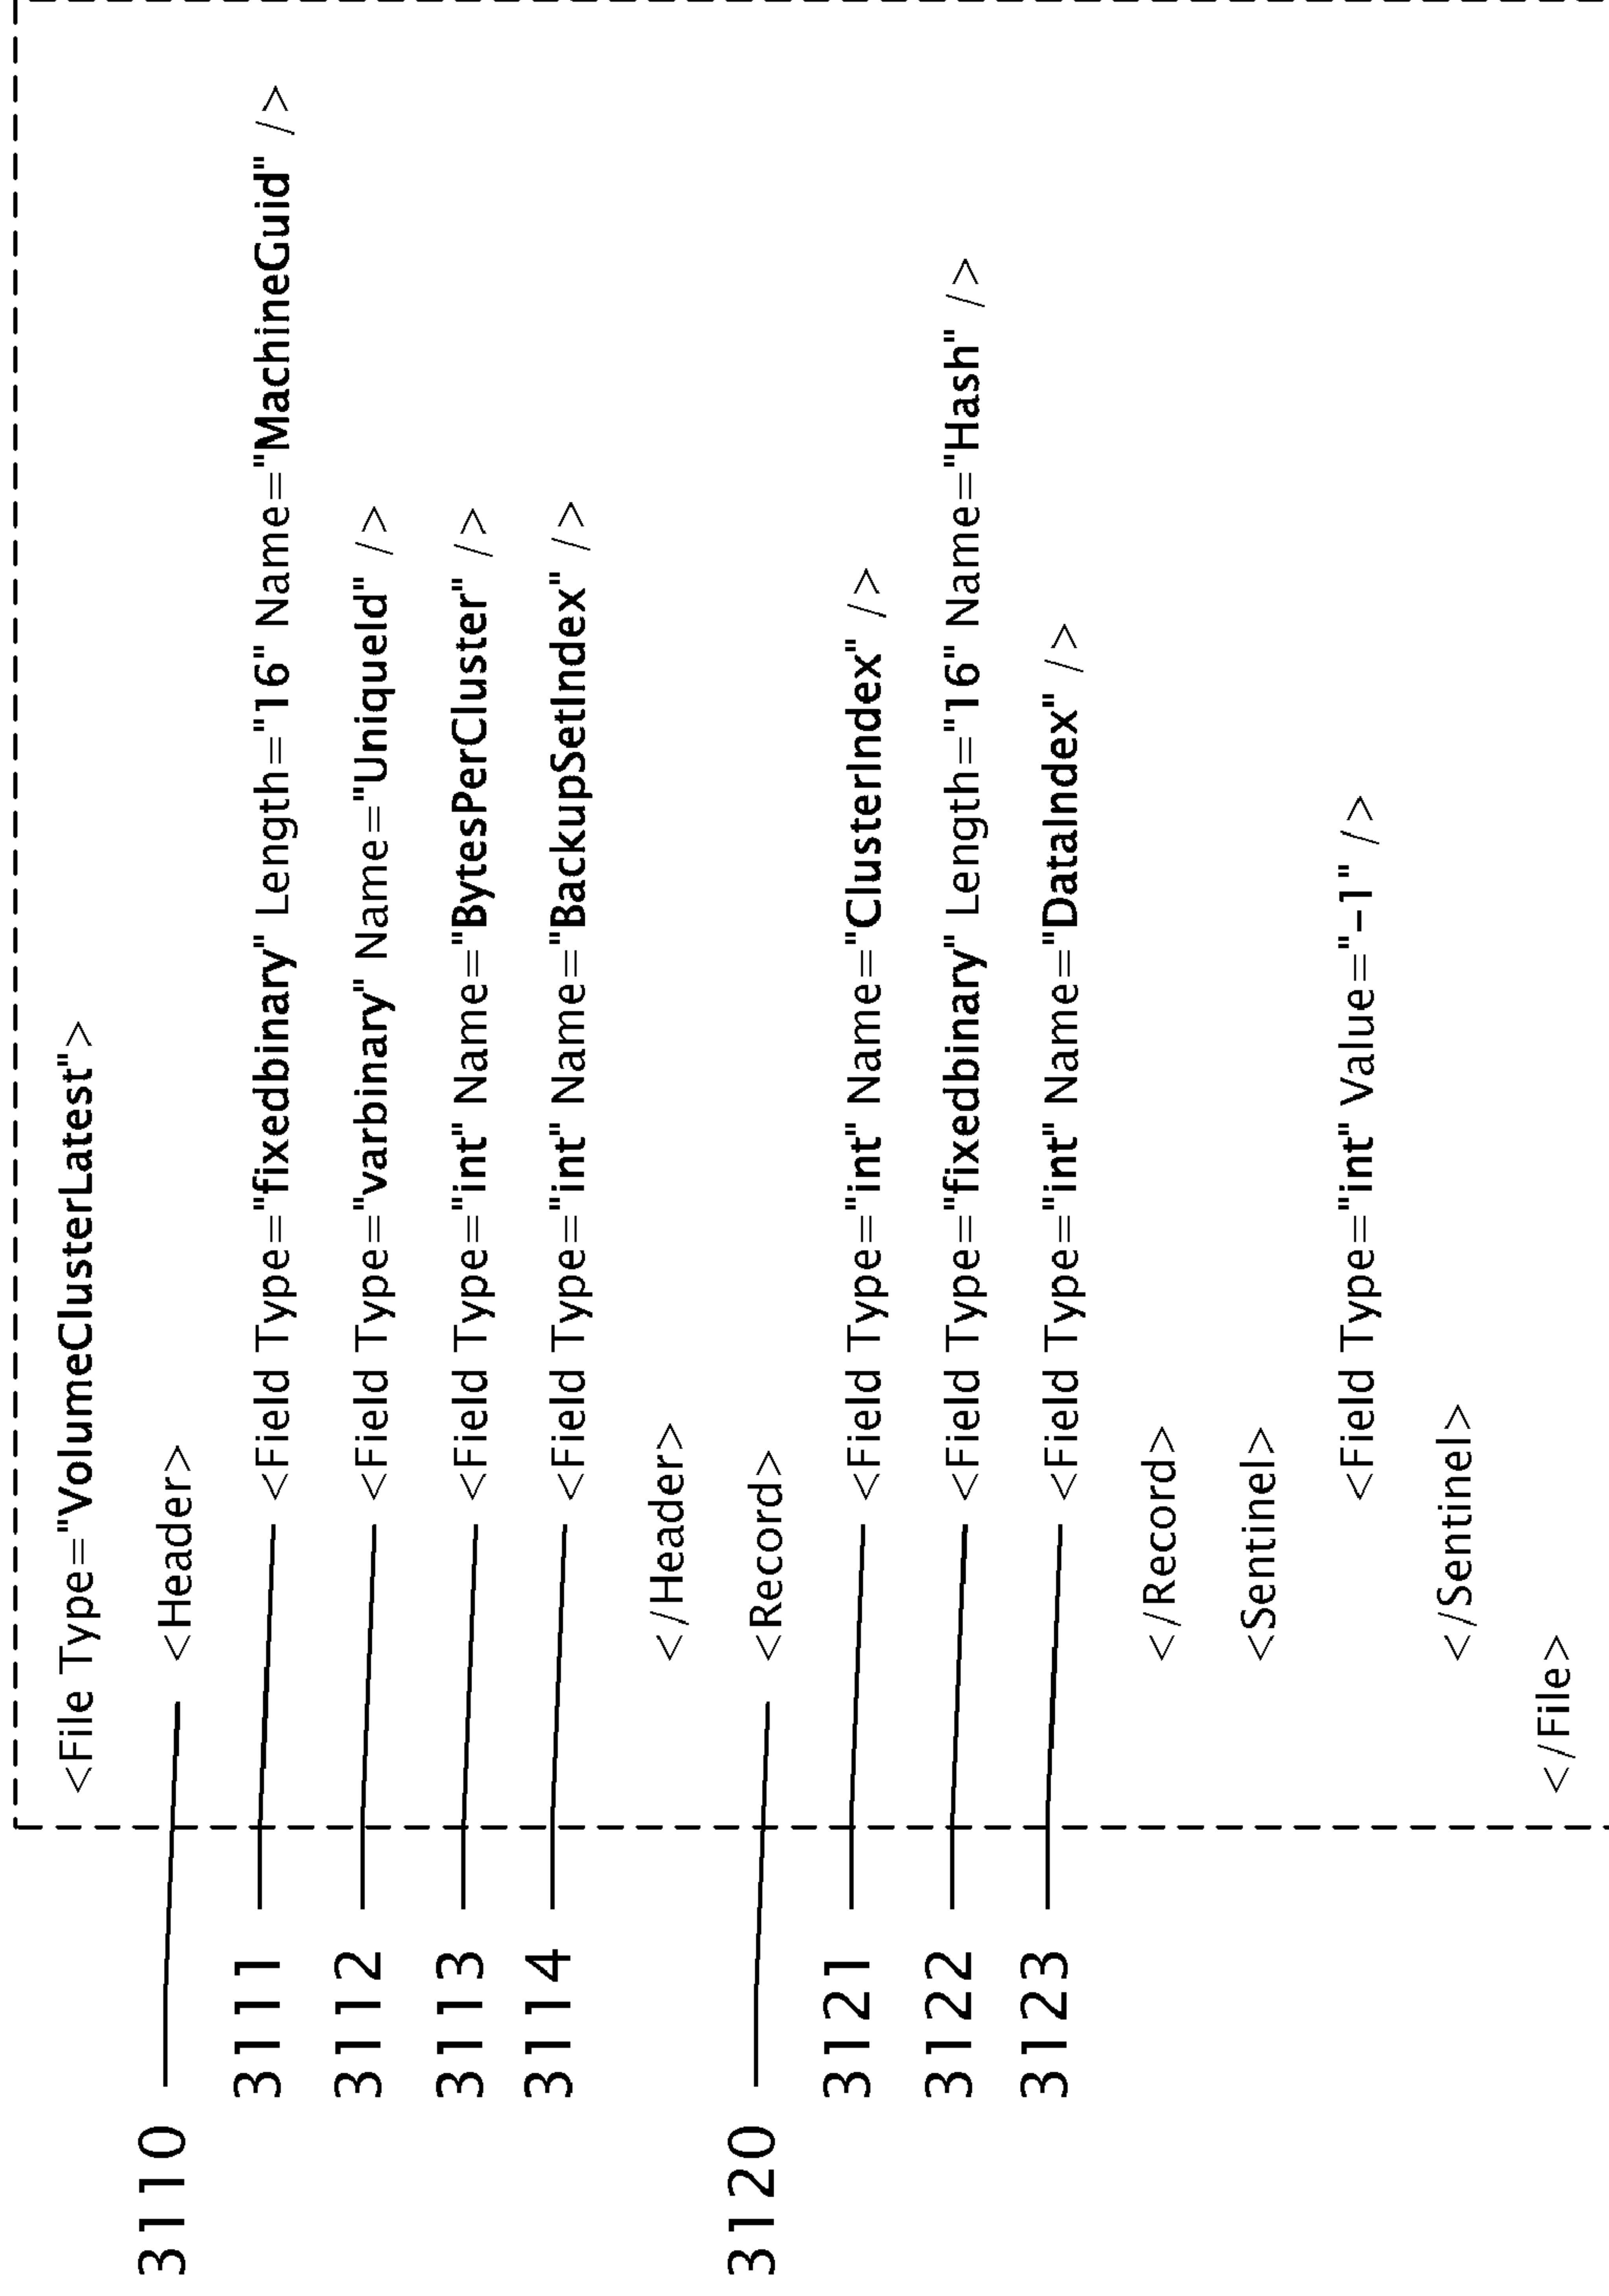 <File Type="VolumeClusterLatest">
3110 <Header>
3111 <Field Type="fixedbinary" Length="16" Name="MachineGuid" />
3112 <Field Type="varbinary" Name="UniqueId" />
3113 <Field Type="int" Name="BytesPerCluster" />
3114 <Field Type="int" Name="BackupSetIndex" />
</Header>
3120 <Record>
3121 <Field Type="int" Name="ClusterIndex" />
3122 <Field Type="fixedbinary" Length="16" Name="Hash" />
3123 <Field Type="int" Name="DataIndex" />
</Record>
<Sentinel>
<Field Type="int" Value="-1" />
</Sentinel>
</File>